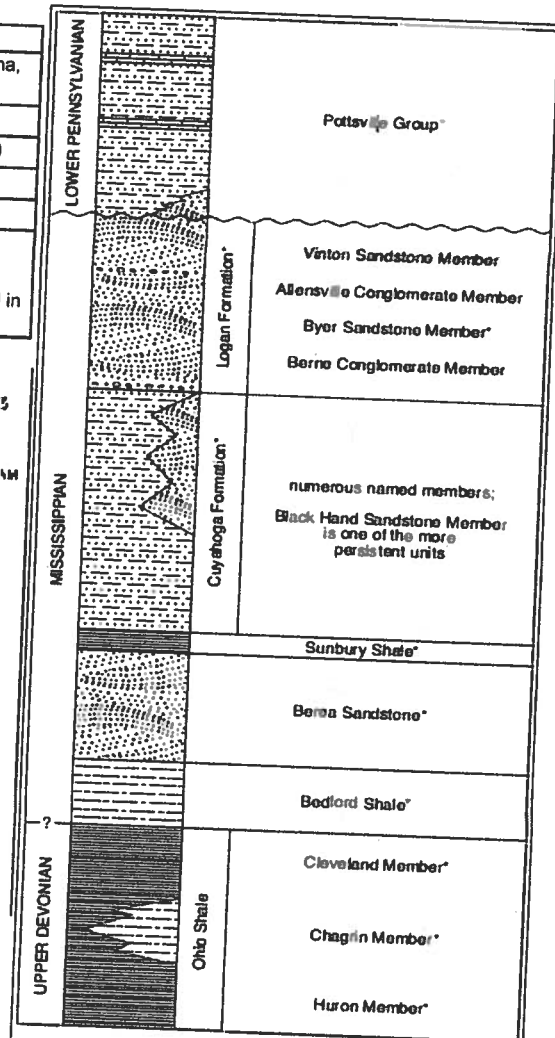 na,
)
in
LOWER PENNSYLVANIAN
Pottsville Group*
MISSISSIPPIAN
Logan Formation*
Vinton Sandstone Member
Allensville Conglomerate Member
Byer Sandstone Member*
Berne Conglomerate Member
Cuyahoga Formation*
numerous named members;
Black Hand Sandstone Member
is one of the more
persistent units
Sunbury Shale*
Berea Sandstone*
Bedford Shale*
?
UPPER DEVONIAN
Ohio Shale
Cleveland Member*
Chagrin Member*
Huron Member*